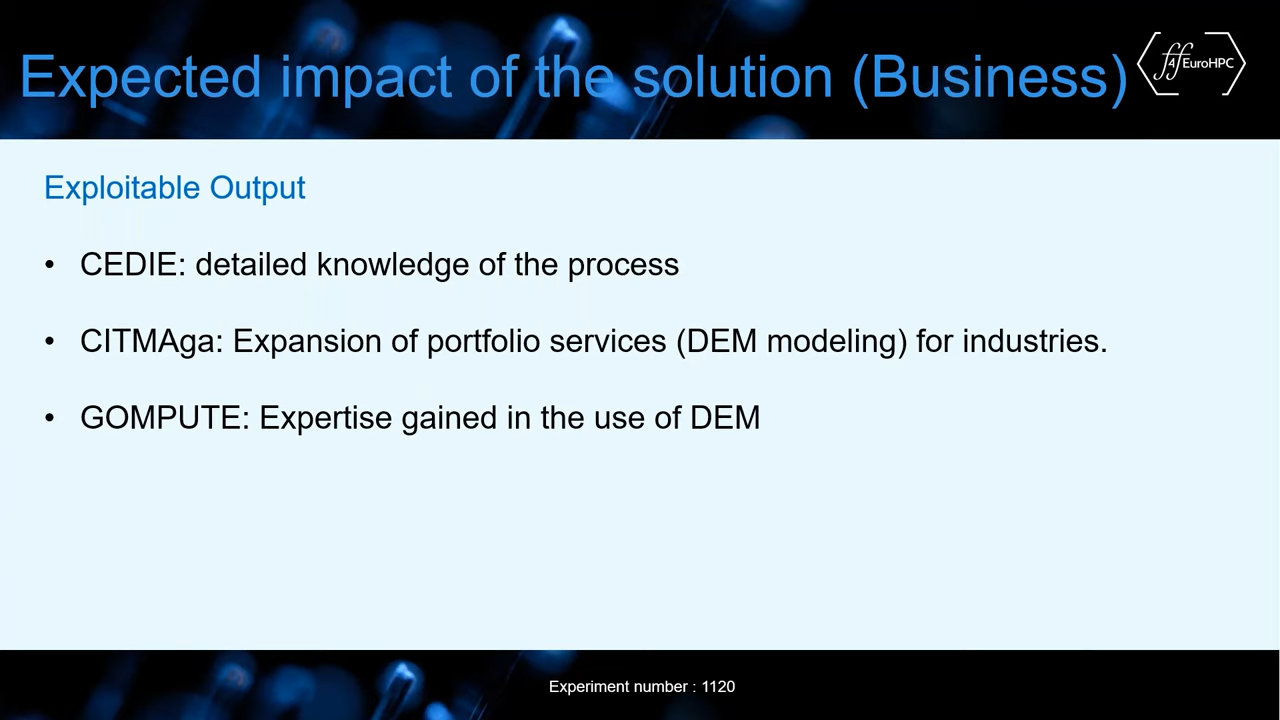 Expected impact of the solution (Business)
ff4EuroHPC
Exploitable Output
• CEDIE: detailed knowledge of the process
• CITMAga: Expansion of portfolio services (DEM modeling) for industries.
• GOMPUTE: Expertise gained in the use of DEM
Experiment number : 1120